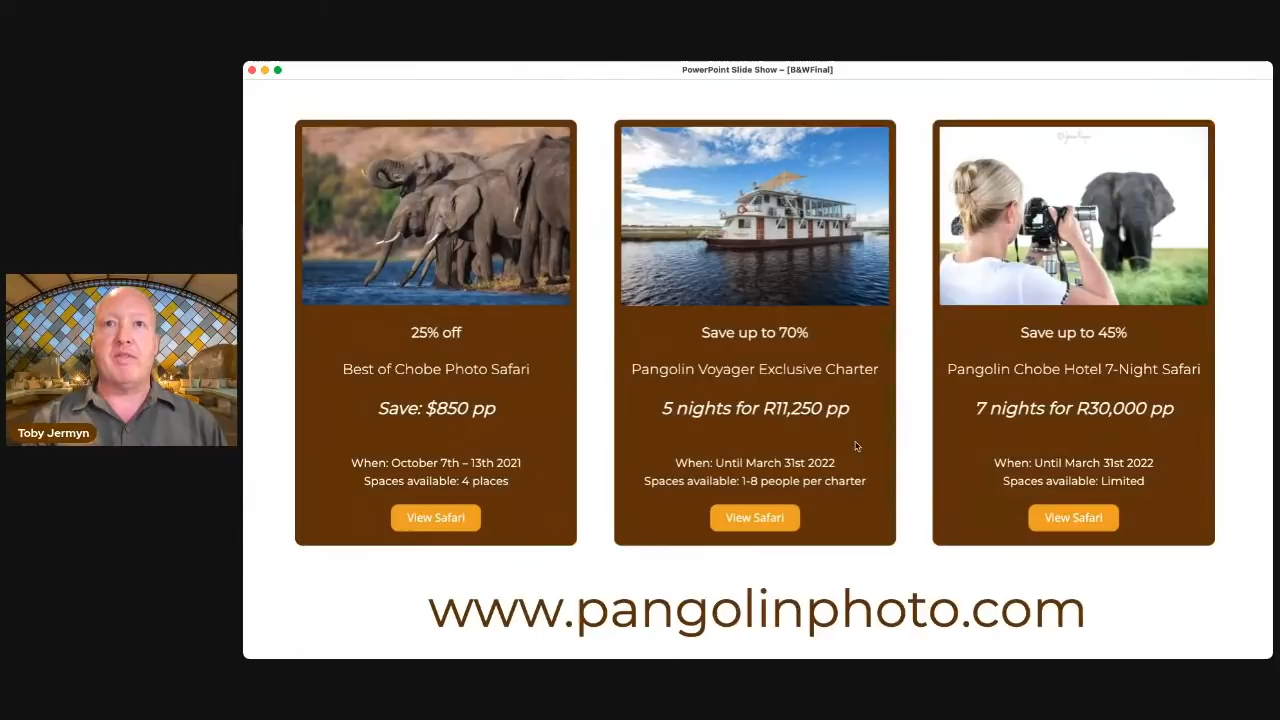 PowerPoint Slide Show – [B&WFinal]
25% off
Best of Chobe Photo Safari
Save: $850 pp
When: October 7th – 13th 2021
Spaces available: 4 places
View Safari
Save up to 70%
Pangolin Voyager Exclusive Charter
5 nights for R11,250 pp
When: Until March 31st 2022
Spaces available: 1-8 people per charter
View Safari
Save up to 45%
Pangolin Chobe Hotel 7-Night Safari
7 nights for R30,000 pp
When: Until March 31st 2022
Spaces available: Limited
View Safari
www.pangolinphoto.com
Toby Jermyn